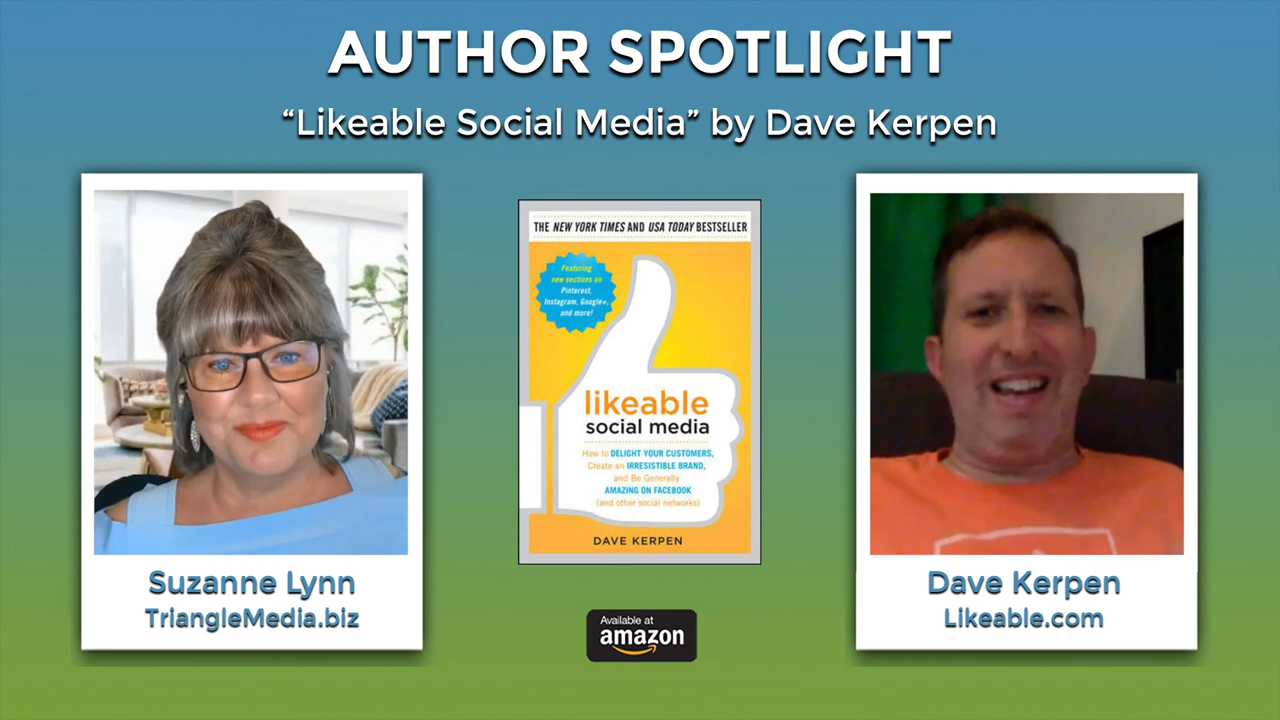 AUTHOR SPOTLIGHT
“Likeable Social Media” by Dave Kerpen
THE NEW YORK TIMES AND USA TODAY BESTSELLER
Featuring
new sections on
Pinterest,
Instagram, Google+,
and more!
likeable
social media
How to DELIGHT YOUR CUSTOMERS,
Create an IRRESISTIBLE BRAND,
and Be Generally
AMAZING ON FACEBOOK
(and other social networks)
DAVE KERPEN
Suzanne Lynn
TriangleMedia.biz
Available at
amazon
Dave Kerpen
Likeable.com